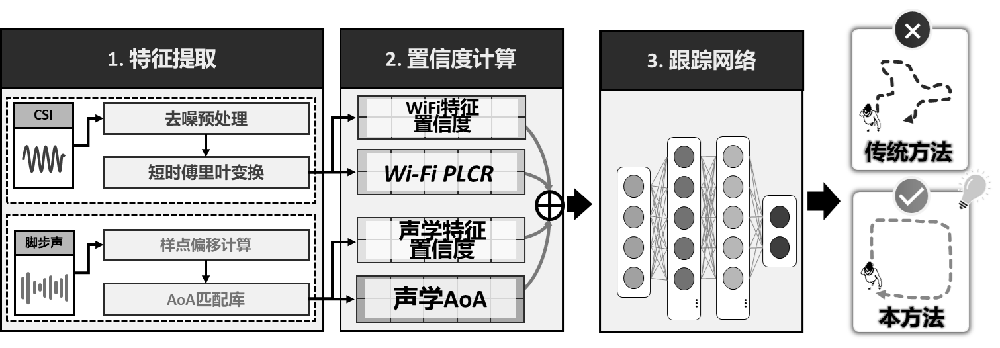 1. 特征提取
CSI
去噪预处理
短时傅里叶变换
脚步声
样点偏移计算
AoA匹配库
2. 置信度计算
WiFi特征
置信度
Wi-Fi PLCR
声学特征
置信度
声学AoA
3. 跟踪网络
传统方法
本方法